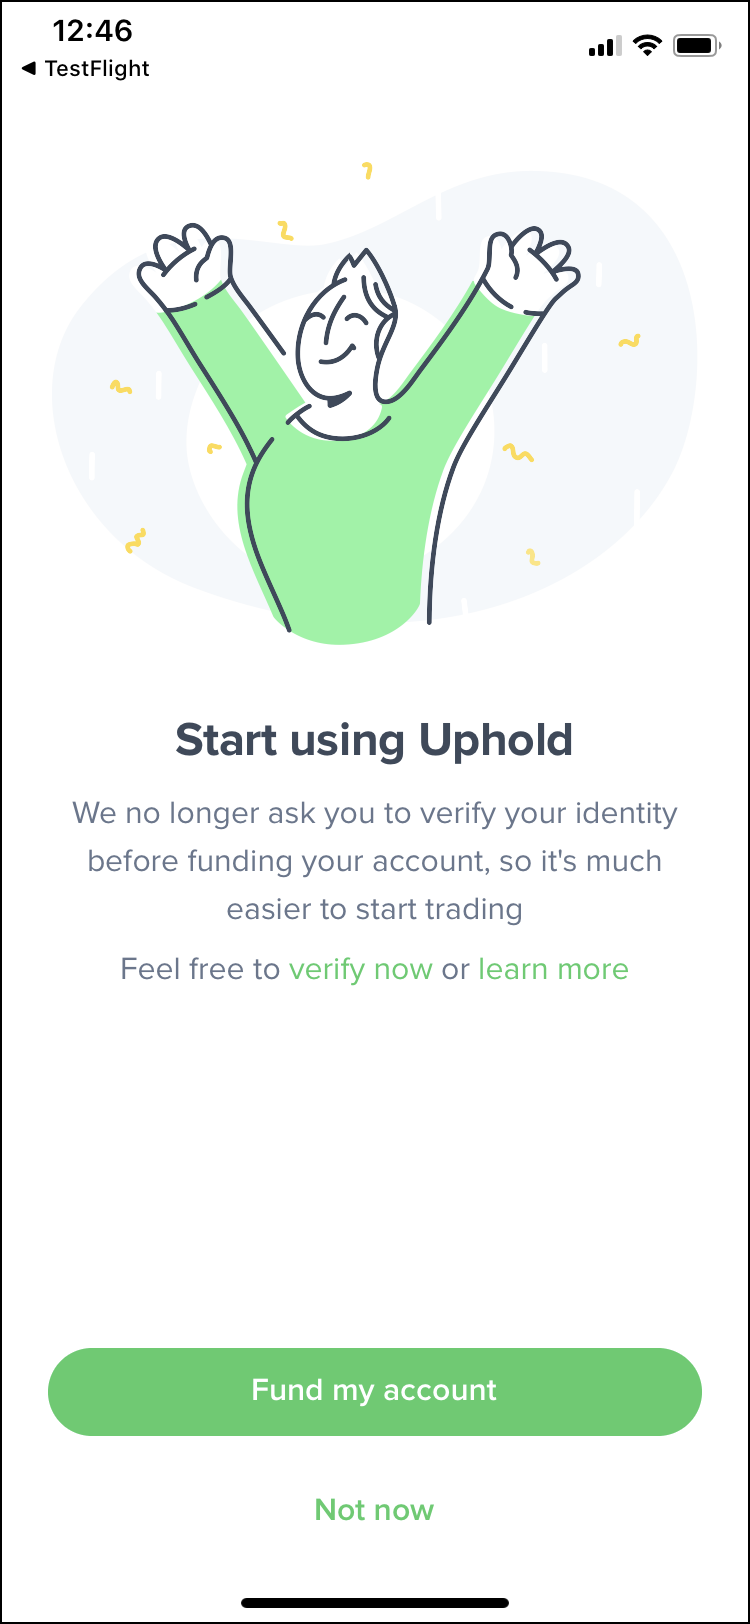 12:46
◀ TestFlight
Start using Uphold
We no longer ask you to verify your identity
before funding your account, so it's much
easier to start trading
Feel free to verify now or learn more
Fund my account
Not now